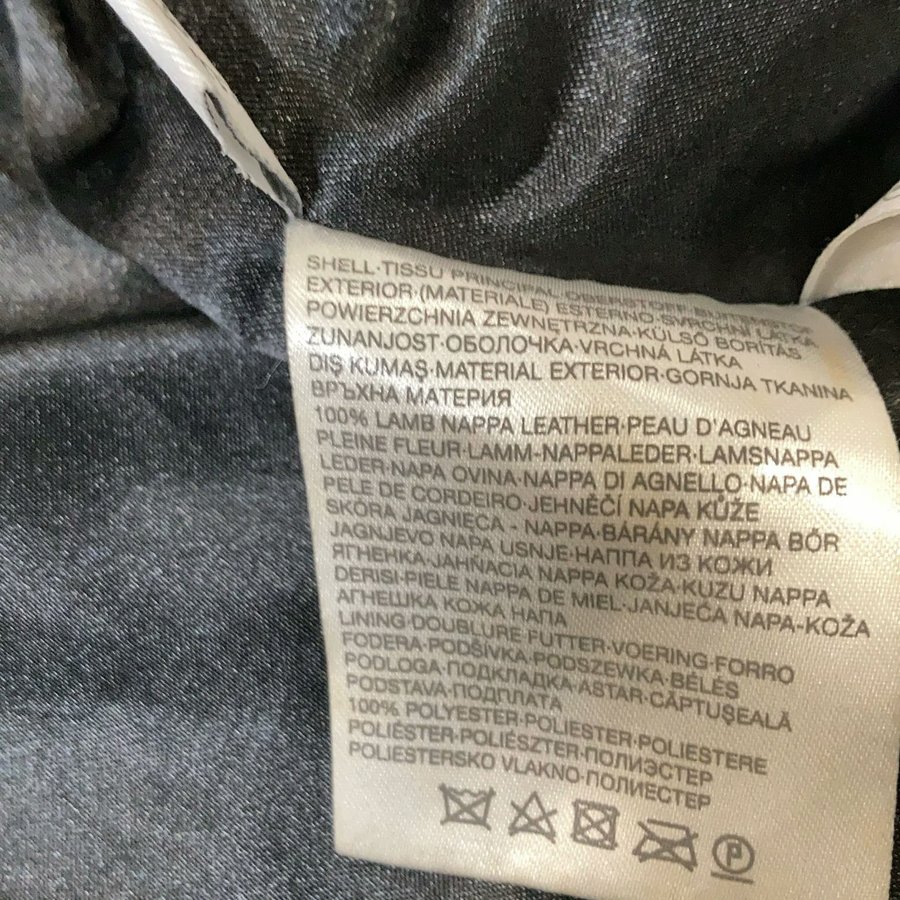 SHELL·TISSU PRINCIPAL·OBERSTOFF·BUITENSTOF
EXTERIOR·(MATERIALE) ESTERNO·SVRCHNÍ LÁTKA
POWIERZCHNIA ZEWNĘTRZNA·KÜLSŐ BORÍTÁS
ZUNANJOST·ОБОЛОЧКА·VRCHNÁ LÁTKA
DIŞ KUMAŞ·MATERIAL EXTERIOR·GORNJA TKANINA
ВРЪХНА МАТЕРИЯ
100% LAMB NAPPA LEATHER·PEAU D'AGNEAU
PLEINE FLEUR·LAMM-NAPPALEDER·LAMSNAPPA
LEDER·NAPA OVINA·NAPPA DI AGNELLO·NAPA DE
PELE DE CORDEIRO·JEHNĚČÍ NAPA KŮŽE
SKÓRA JAGNIĘCA - NAPPA·BÁRÁNY NAPPA BŐR
JAGNJEVO NAPA USNJE·НАППА ИЗ КОЖИ
ЯГНЕНКА·JAHŇACIA NAPPA KOŽA·KUZU NAPPA
DERISI·PIELE NAPPA DE MIEL·JANJEĆA NAPA-KOŽA
АГНЕШКА КОЖА НАПА
LINING·DOUBLURE FUTTER·VOERING·FORRO
FODERA·PODŠÍVKA·PODSZEWKA·BÉLÉS
PODLOGA·ПОДКЛАДКА ASTAR·CĂPTUŞEALĂ
PODSTAVA·ПОДПЛАТА
100% POLYESTER·POLIESTER·POLIESTERE
POLIÉSTER·POLIÉSZTER·ПОЛИЭСТЕР
POLIESTERSKO VLAKNO·ПОЛИЕСТЕР
P